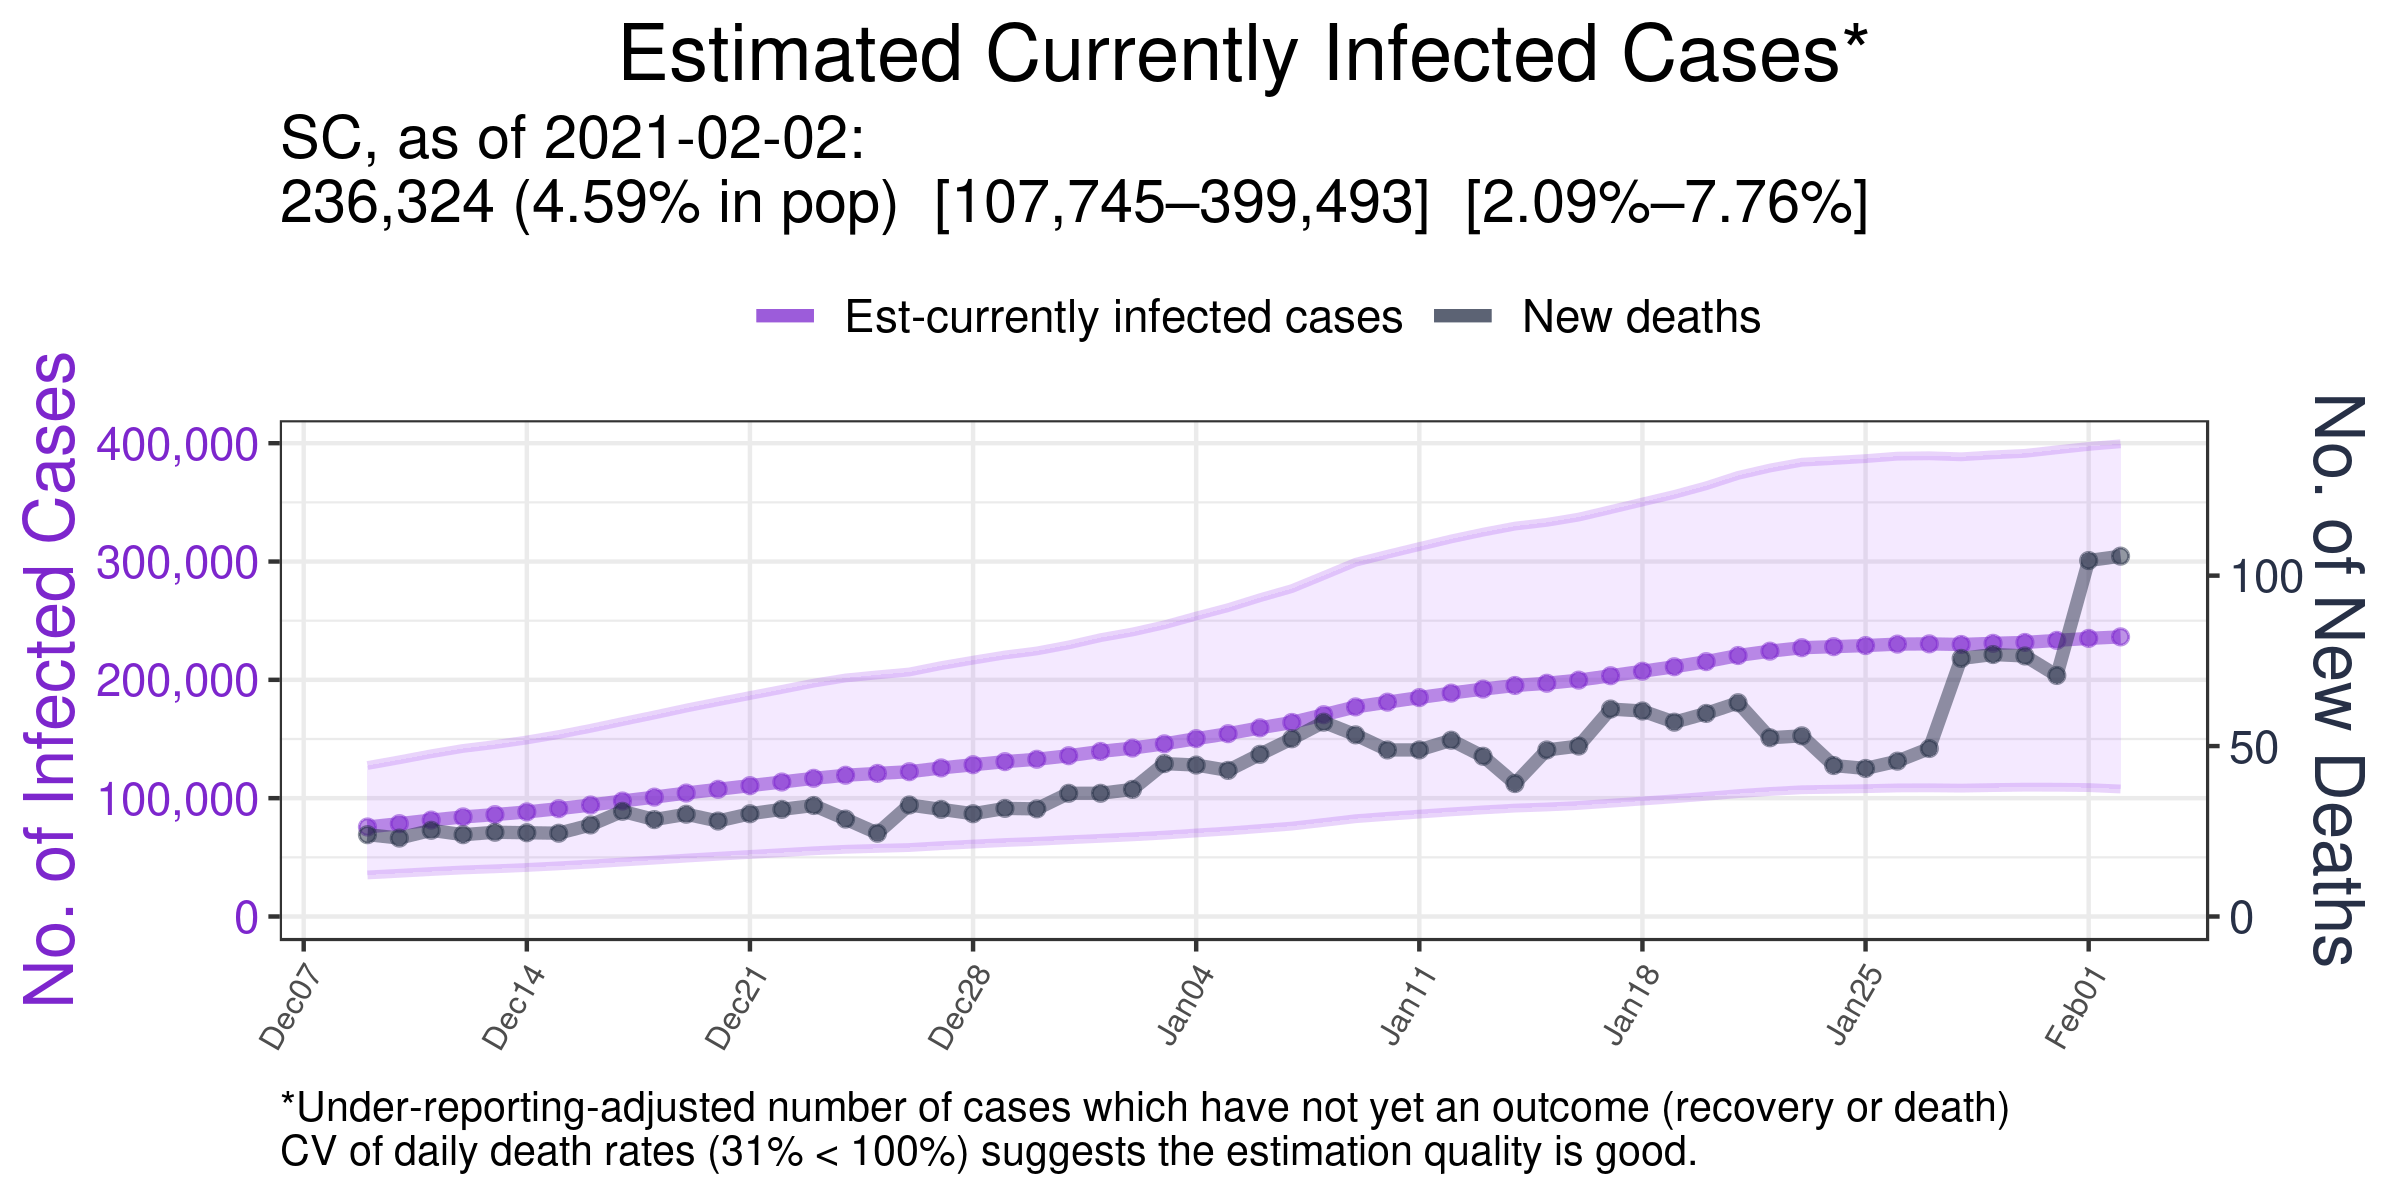 Estimated Currently Infected Cases*
SC, as of 2021-02-02:
236,324 (4.59% in pop)  [107,745–399,493]  [2.09%–7.76%]
Est-currently infected cases
New deaths
No. of Infected Cases
400,000
300,000
200,000
100,000
0
No. of New Deaths
100
50
0
Dec07
Dec14
Dec21
Dec28
Jan04
Jan11
Jan18
Jan25
Feb01
*Under-reporting-adjusted number of cases which have not yet an outcome (recovery or death)
CV of daily death rates (31% < 100%) suggests the estimation quality is good.